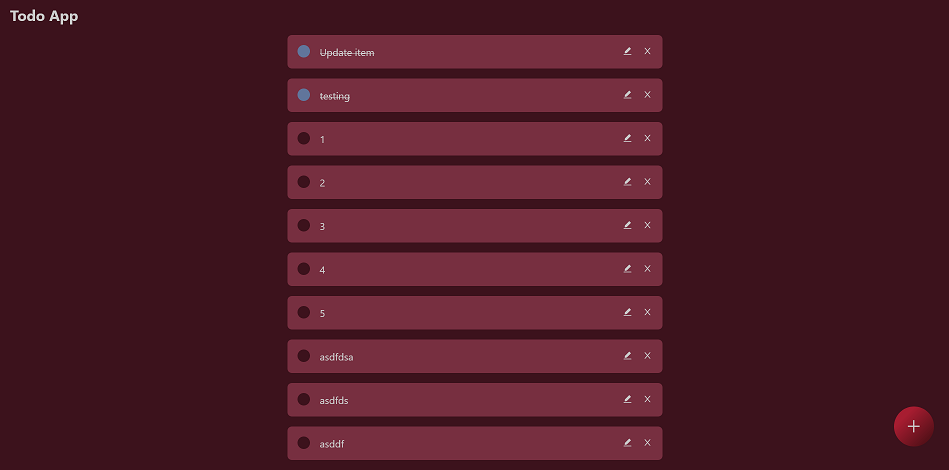 Todo App
Update item
testing
1
2
3
4
5
asdfdsa
asdfds
asddf